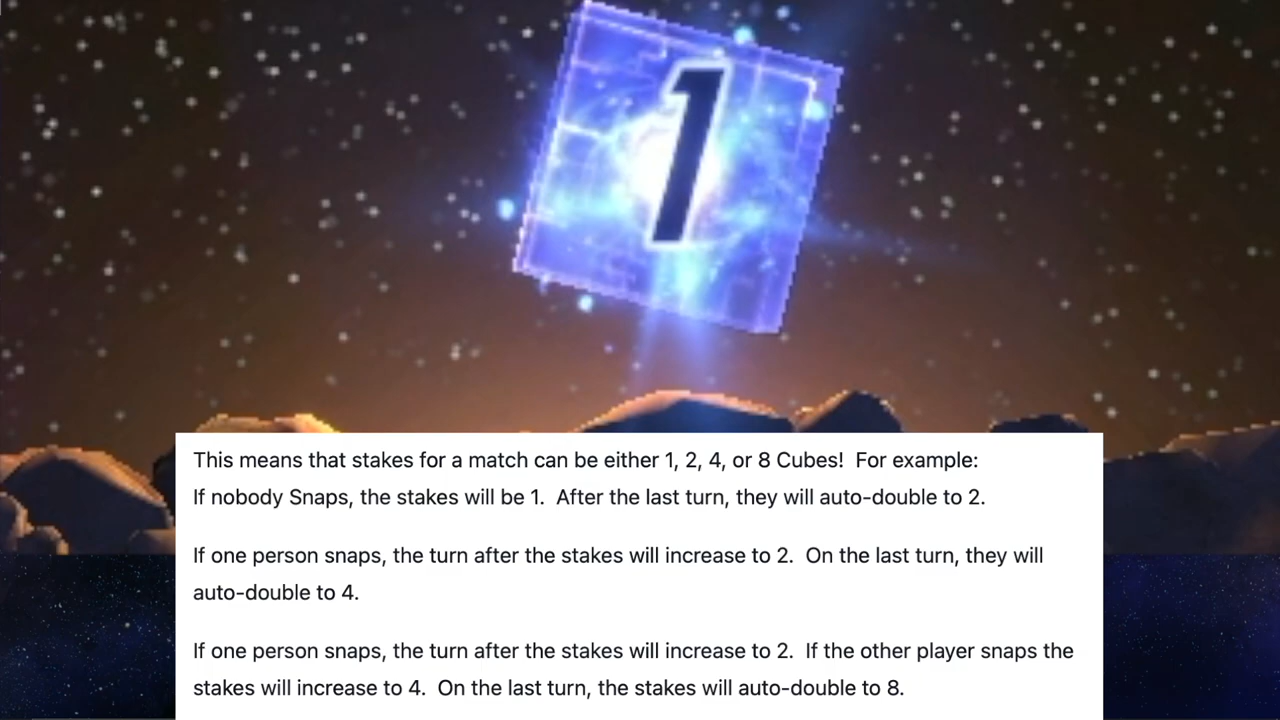 1
This means that stakes for a match can be either 1, 2, 4, or 8 Cubes!  For example:
If nobody Snaps, the stakes will be 1.  After the last turn, they will auto-double to 2.
If one person snaps, the turn after the stakes will increase to 2.  On the last turn, they will
auto-double to 4.
If one person snaps, the turn after the stakes will increase to 2.  If the other player snaps the
stakes will increase to 4.  On the last turn, the stakes will auto-double to 8.